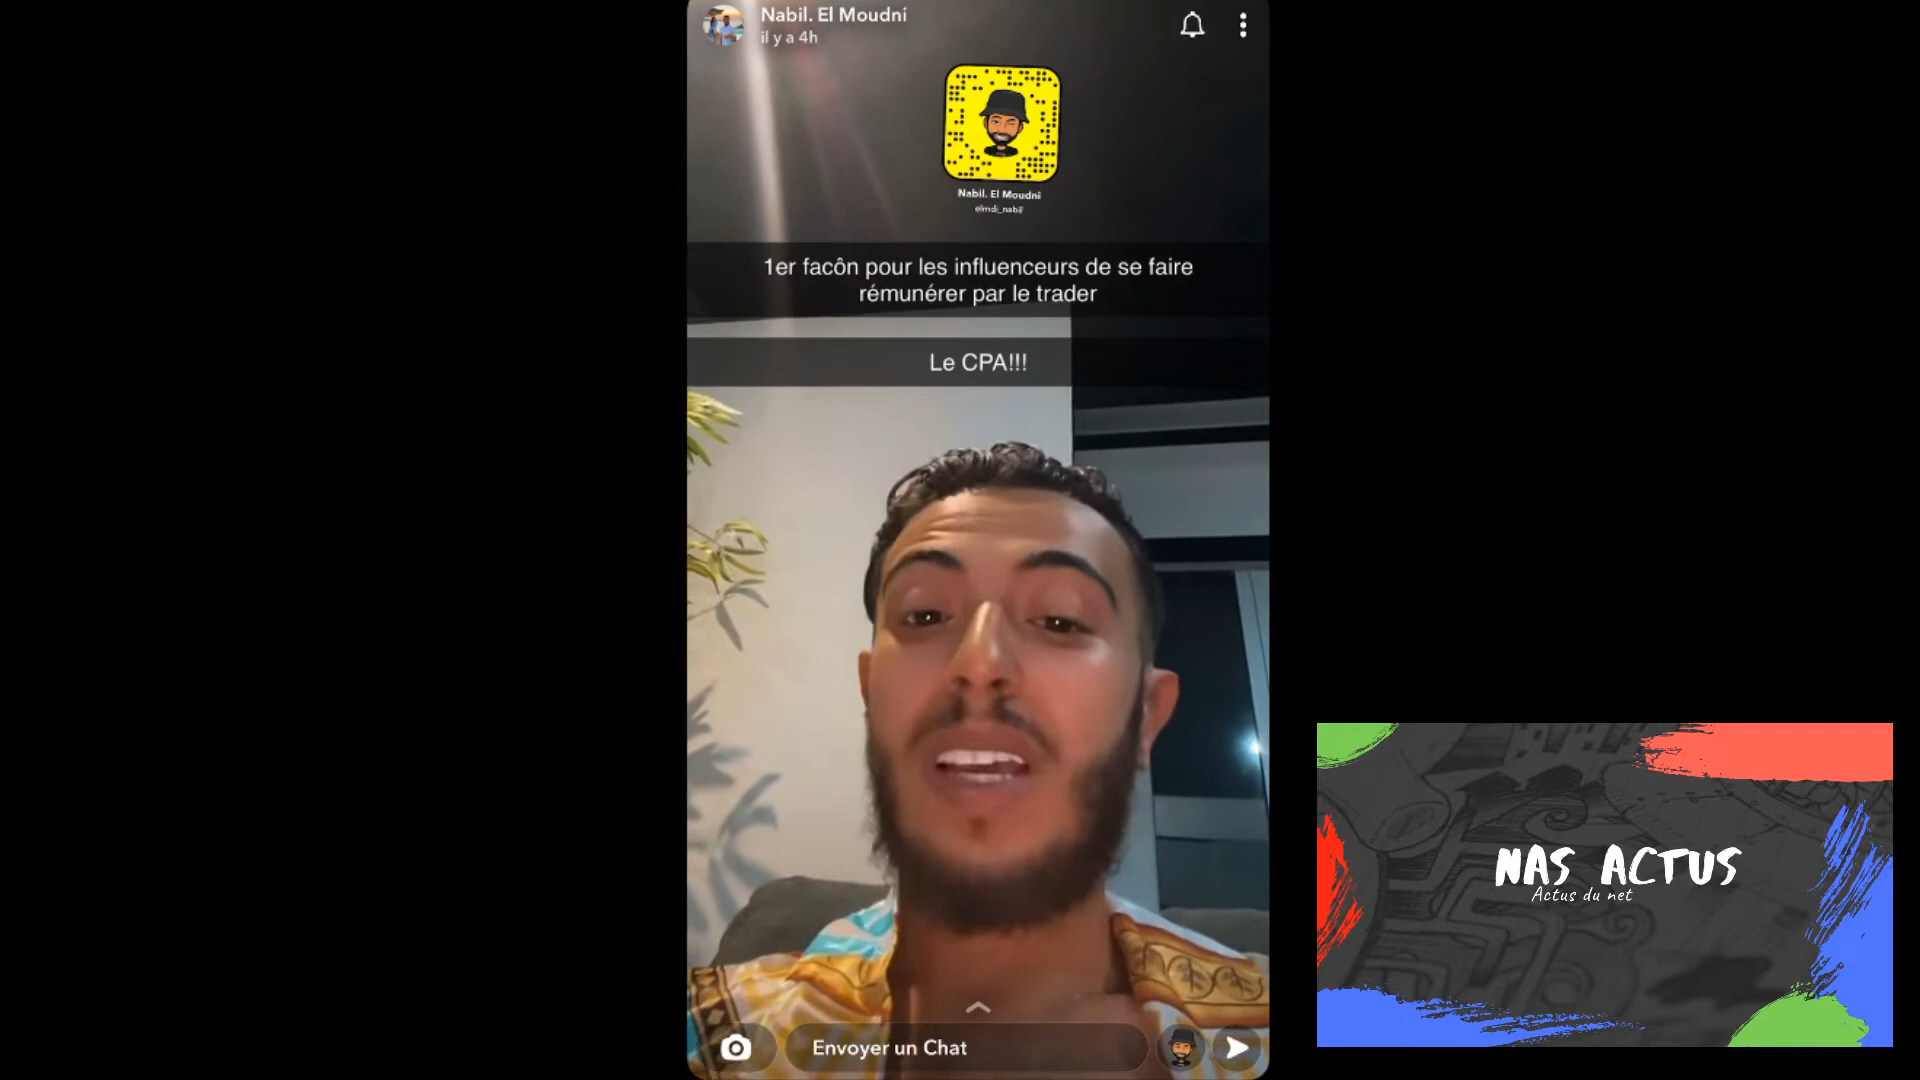 Nabil. El Moudni
il y a 4h
Nabil. El Moudni
elmdi_nabil
1er facôn pour les influenceurs de se faire
rémunérer par le trader
Le CPA!!!
NAS ACTUS
Actus du net
Envoyer un Chat